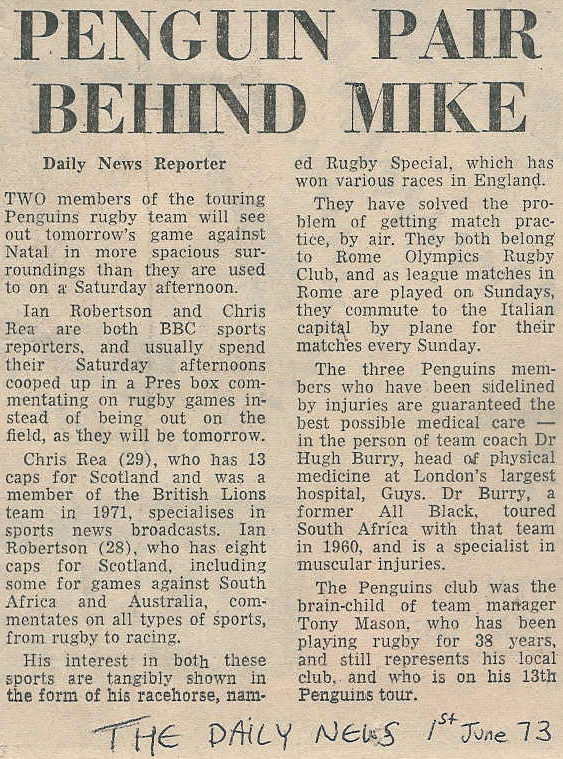 PENGUIN PAIR
BEHIND MIKE
Daily News Reporter
TWO members of the touring
Penguins rugby team will see
out tomorrow's game against
Natal in more spacious sur-
roundings than they are used
to on a Saturday afternoon.
Ian Robertson and Chris
Rea are both BBC sports
reporters, and usually spend
their Saturday afternoons
cooped up in a Pres box com-
mentating on rugby games in-
stead of being out on the
field, as they will be tomorrow.
Chris Rea (29), who has 13
caps for Scotland and was a
member of the British Lions
team in 1971, specialises in
sports news broadcasts. Ian
Robertson (28), who has eight
caps for Scotland, including
some for games against South
Africa and Australia, com-
mentates on all types of sports,
from rugby to racing.
His interest in both these
sports are tangibly shown in
the form of his racehorse, nam-
ed Rugby Special, which has
won various races in England.
They have solved the pro-
blem of getting match prac-
tice, by air. They both belong
to Rome Olympics Rugby
Club, and as league matches in
Rome are played on Sundays,
they commute to the Italian
capital by plane for their
matches every Sunday.
The three Penguins mem-
bers who have been sidelined
by injuries are guaranteed the
best possible medical care —
in the person of team coach Dr
Hugh Burry, head of physical
medicine at London's largest
hospital, Guys. Dr Burry, a
former All Black, toured
South Africa with that team
in 1960, and is a specialist in
muscular injuries.
The Penguins club was the
brain-child of team manager
Tony Mason, who has been
playing rugby for 38 years,
and still represents his local
club, and who is on his 13th
Penguins tour.
THE DAILY NEWS 1st June 73